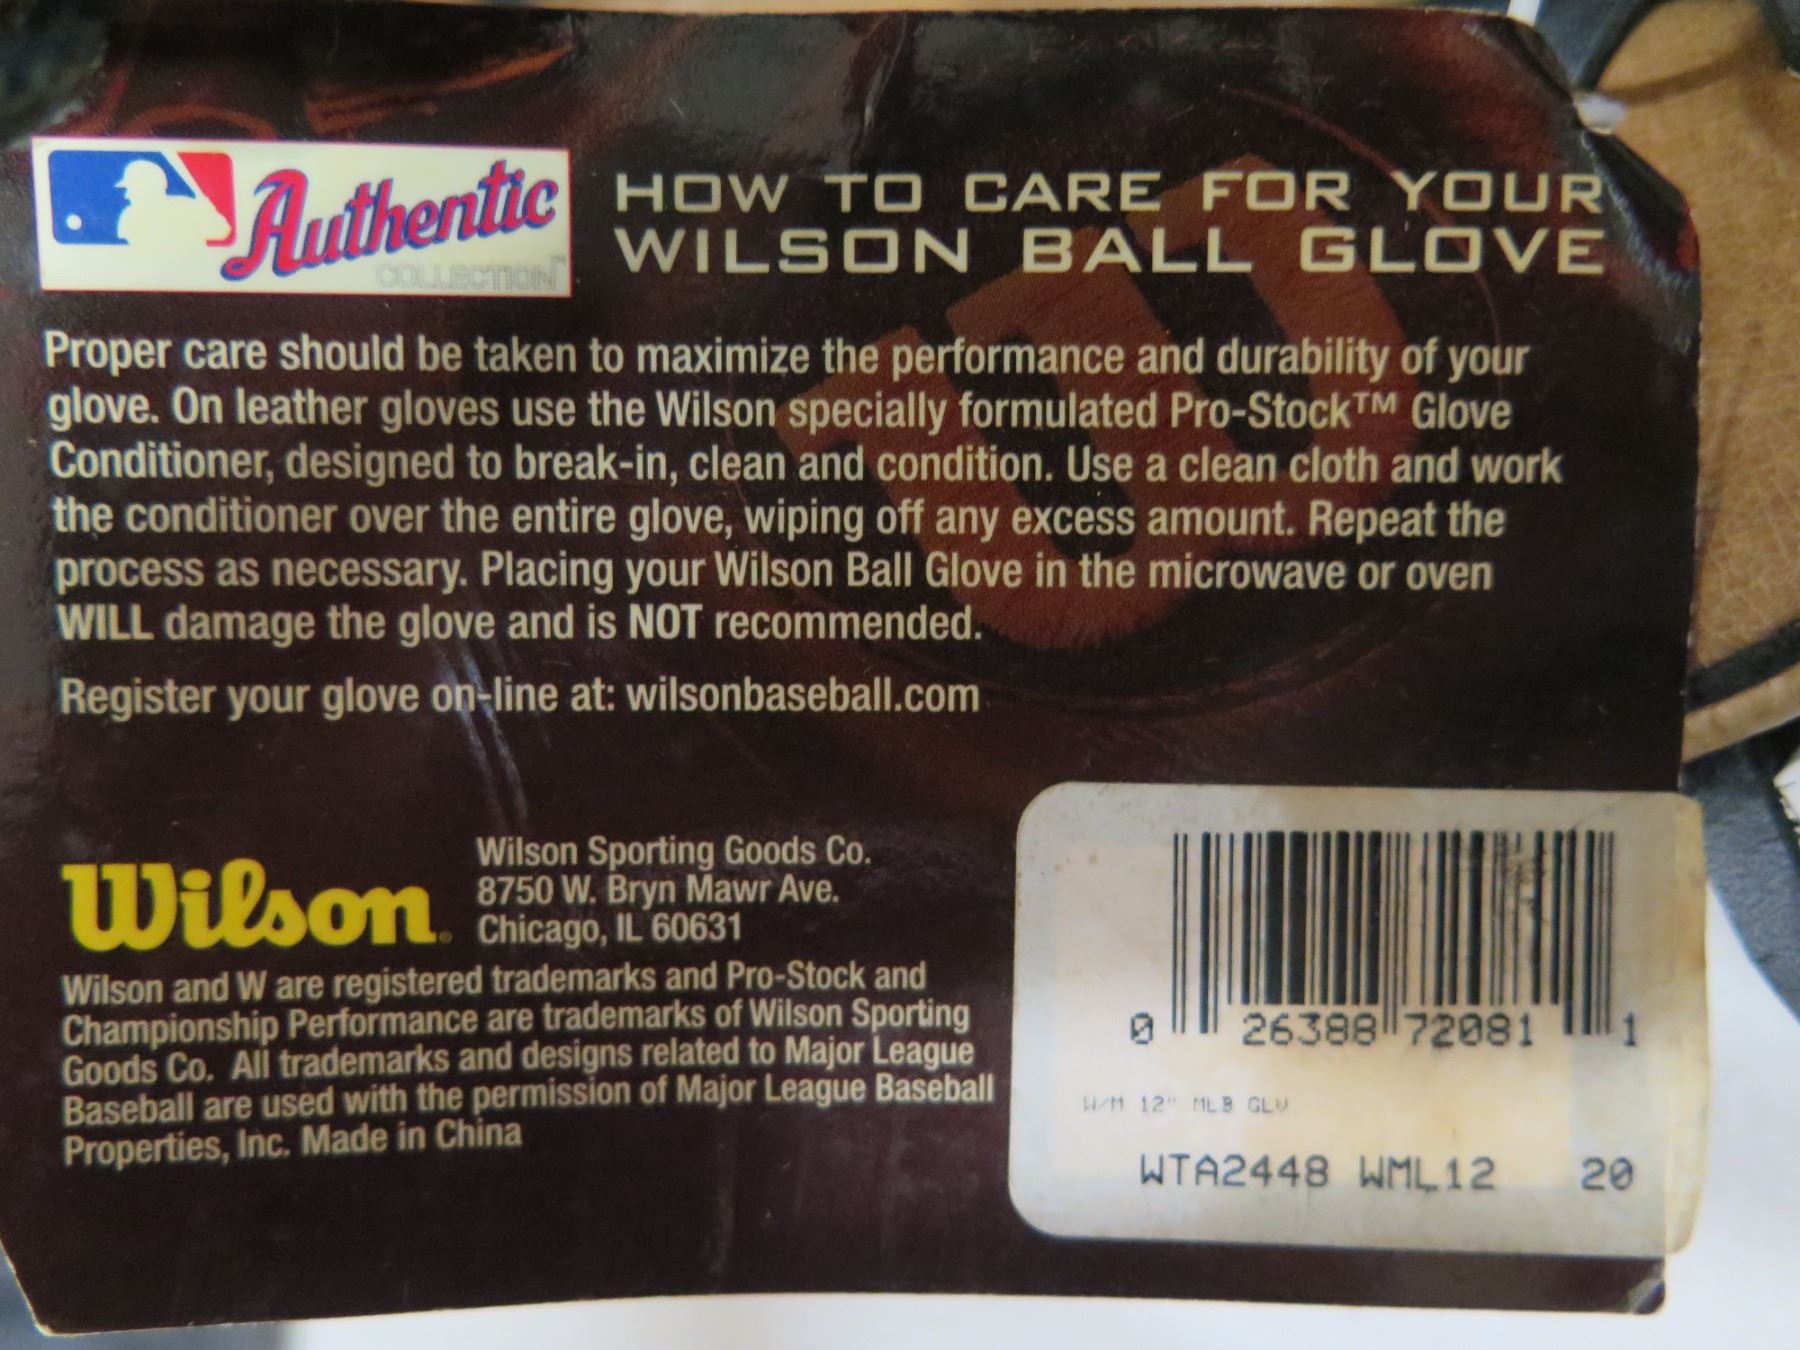 Authentic
COLLECTION™
HOW TO CARE FOR YOUR
WILSON BALL GLOVE
Proper care should be taken to maximize the performance and durability of your
glove. On leather gloves use the Wilson specially formulated Pro-Stock™ Glove
Conditioner, designed to break-in, clean and condition. Use a clean cloth and work
the conditioner over the entire glove, wiping off any excess amount. Repeat the
process as necessary. Placing your Wilson Ball Glove in the microwave or oven
WILL damage the glove and is NOT recommended.
Register your glove on-line at: wilsonbaseball.com
Wilson®
Wilson Sporting Goods Co.
8750 W. Bryn Mawr Ave.
Chicago, IL 60631
Wilson and W are registered trademarks and Pro-Stock and
Championship Performance are trademarks of Wilson Sporting
Goods Co. All trademarks and designs related to Major League
Baseball are used with the permission of Major League Baseball
Properties, Inc. Made in China
0 26388 72081 1
W/M 12" MLB GLV
WTA2448 WML12 20